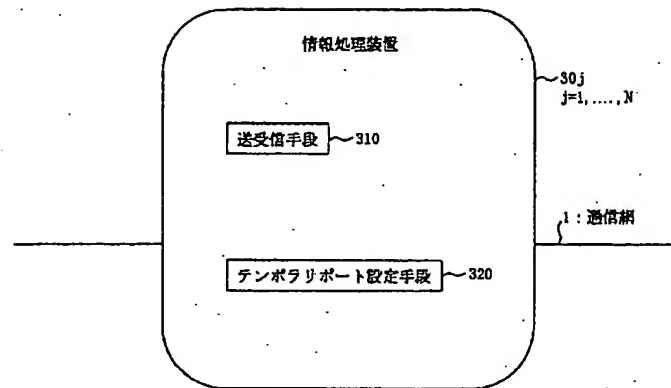 情報処理装置
30j
j=1,....,N
送受信手段 310
1:通信網
テンポラリポート設定手段 320